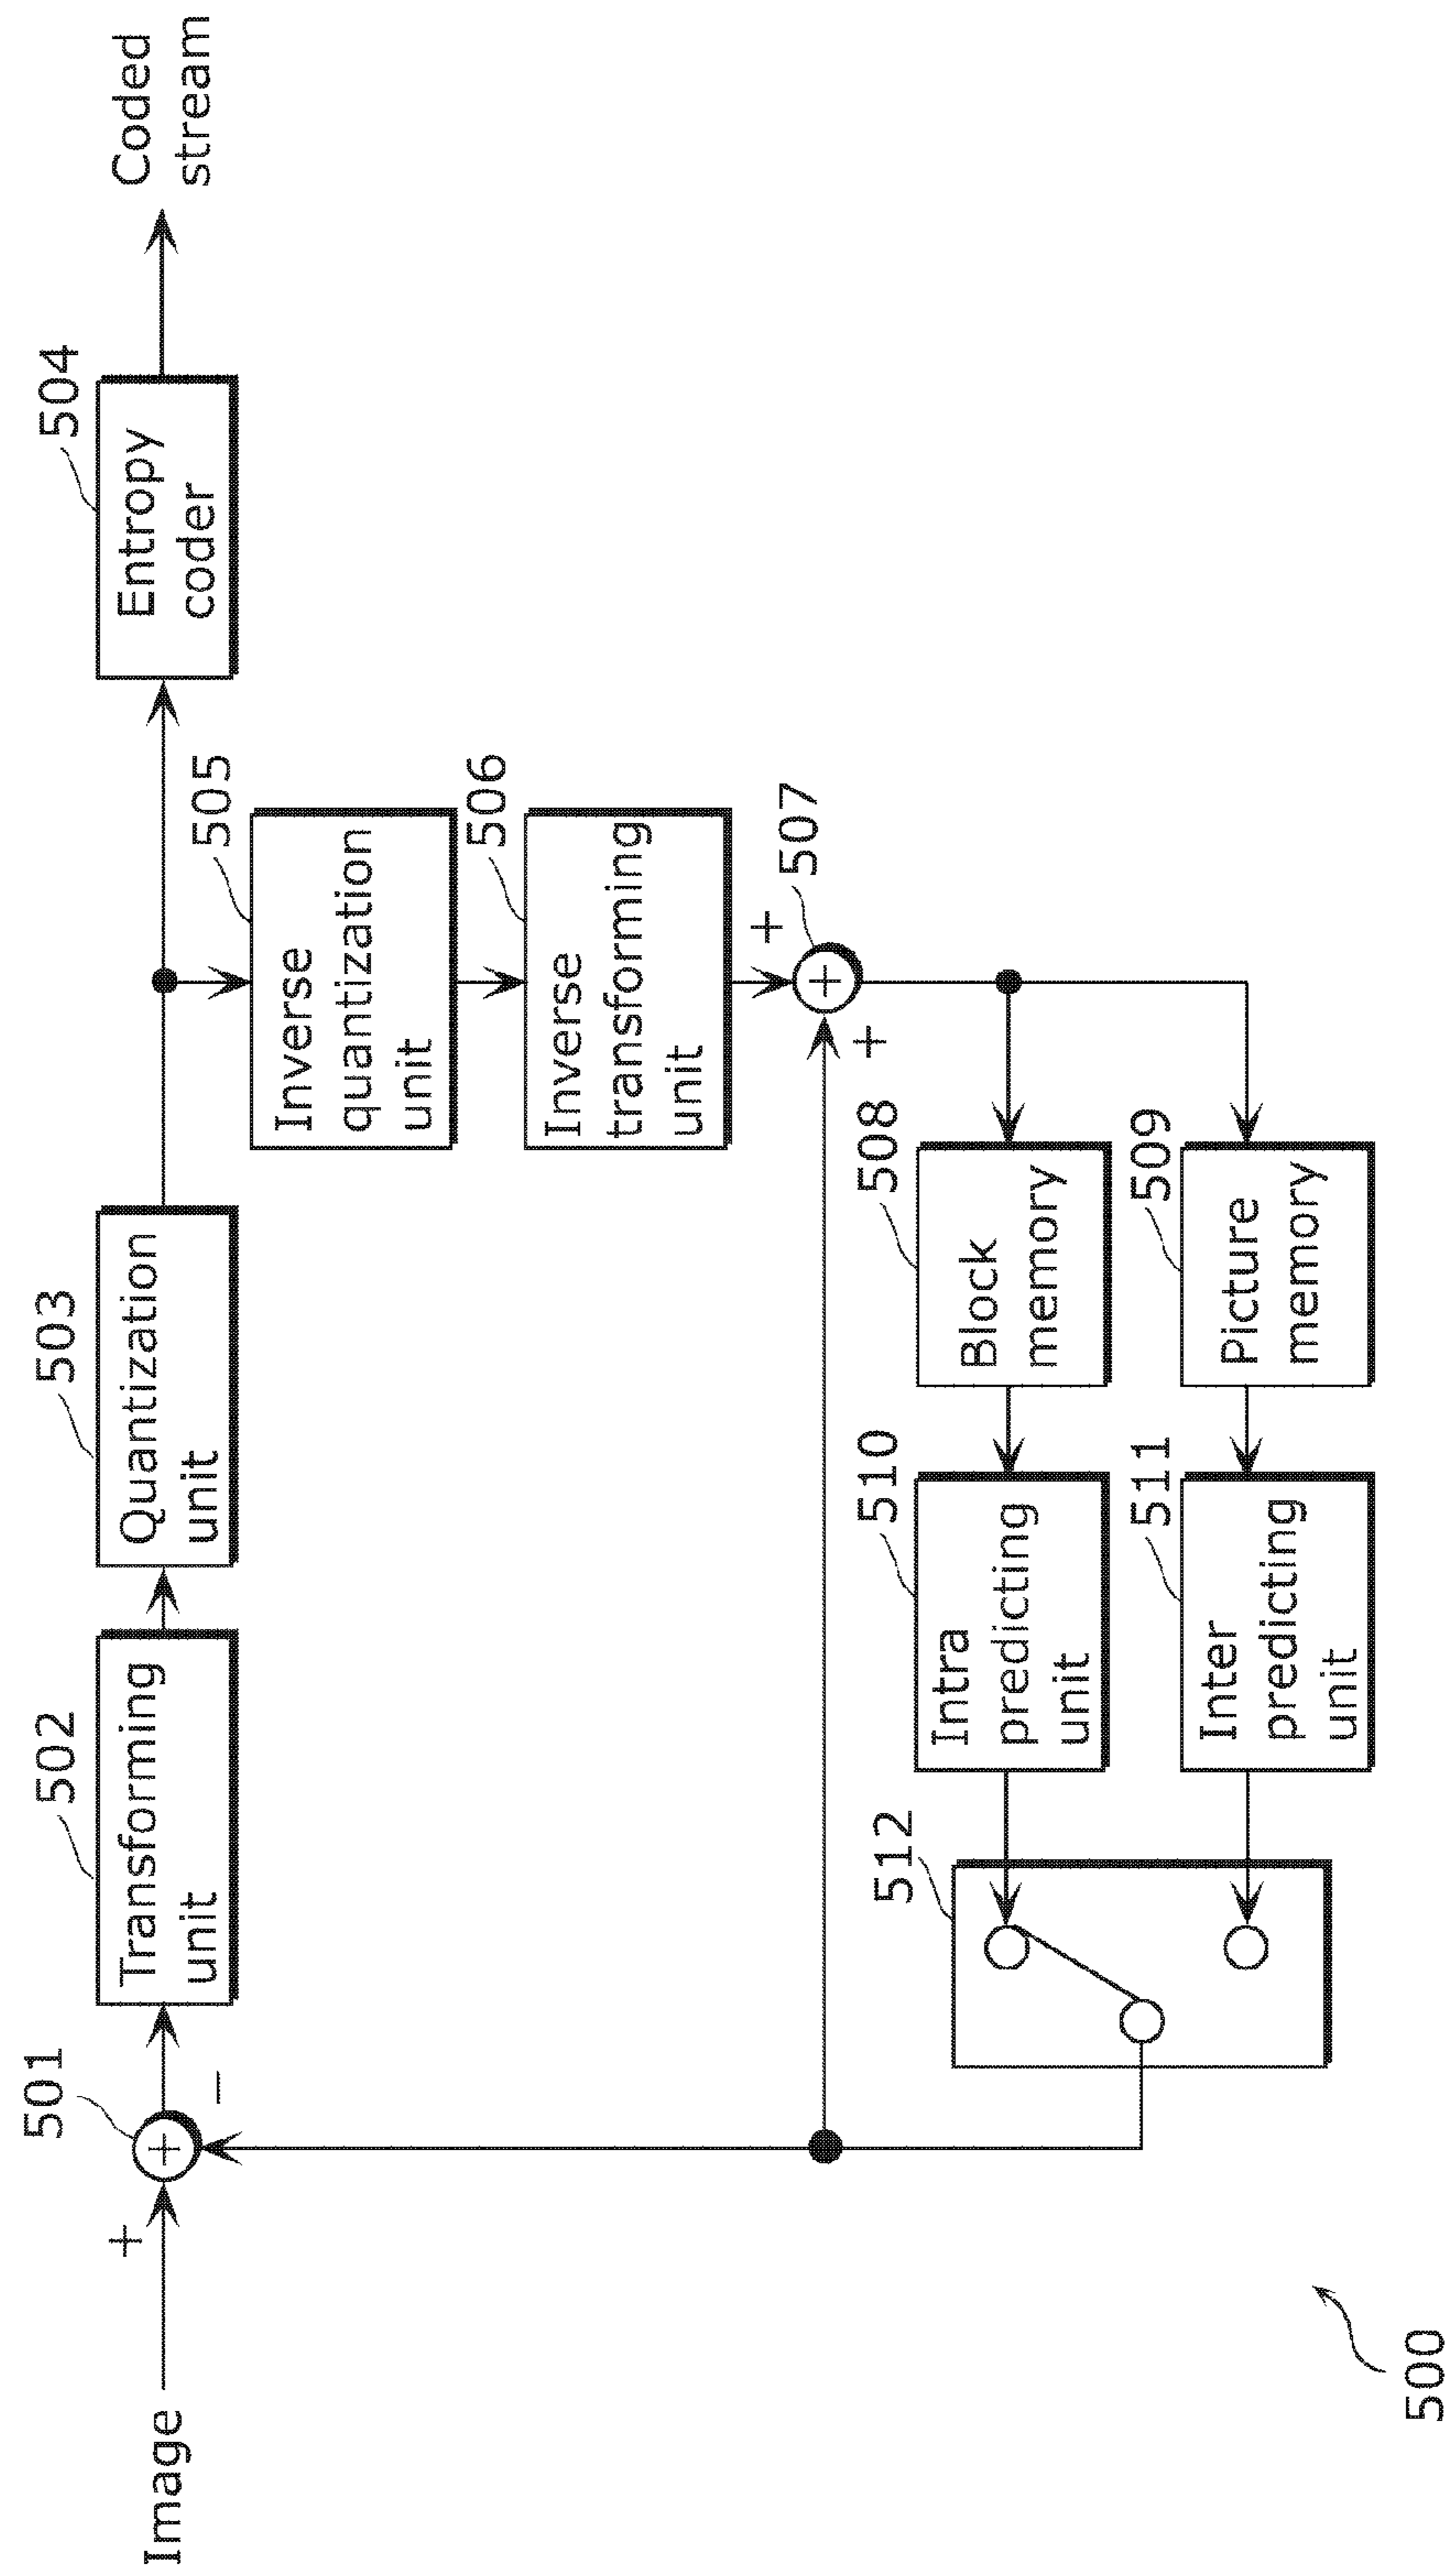 501
502
503
504
Image
+
+
−
Transforming
unit
Quantization
unit
Entropy
coder
Coded
stream
505
Inverse
quantization
unit
506
Inverse
transforming
unit
+
507
+
+
512
510
508
Intra
predicting
unit
Block
memory
511
509
Inter
predicting
unit
Picture
memory
500